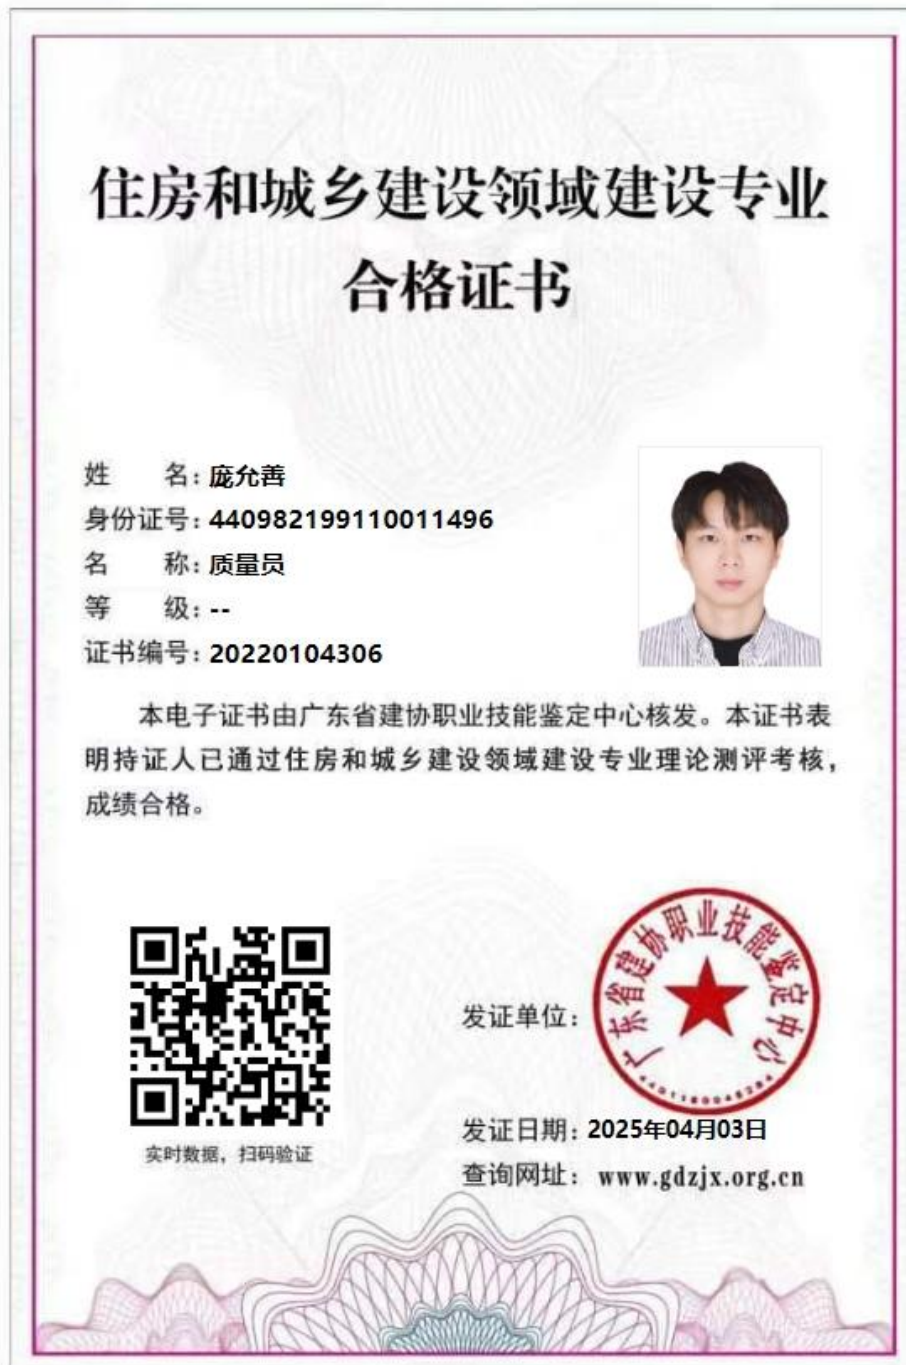 住房和城乡建设领域建设专业
合格证书
姓 名：庞允善
身份证号：440982199110011496
名 称：质量员
等 级：--
证书编号：20220104306
本电子证书由广东省建协职业技能鉴定中心核发。本证书表
明持证人已通过住房和城乡建设领域建设专业理论测评考核，
成绩合格。
广东省建协职业技能鉴定中心
发证单位：
实时数据，扫码验证
发证日期：2025年04月03日
查询网址：www.gdzjx.org.cn